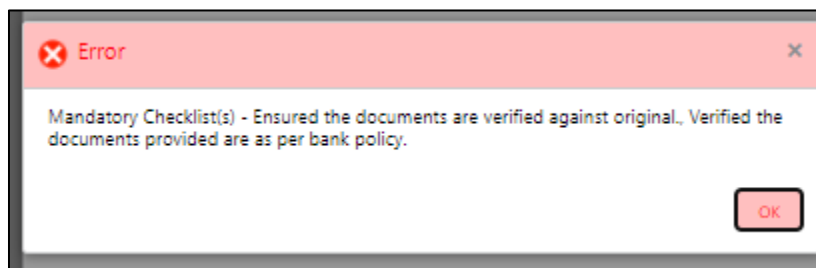 Error
Mandatory Checklist(s) - Ensured the documents are verified against original., Verified the
documents provided are as per bank policy.
OK